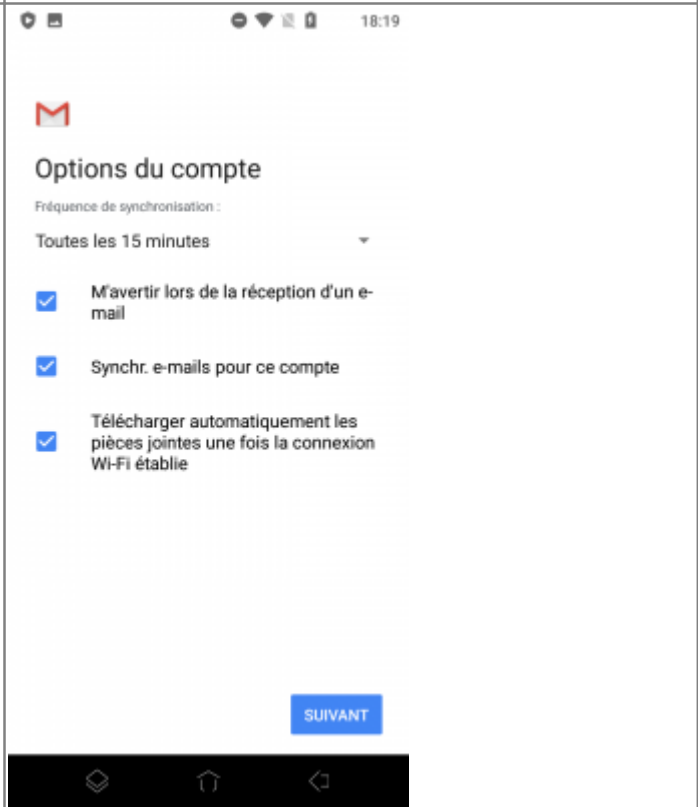 18:19
Options du compte
Fréquence de synchronisation :
Toutes les 15 minutes
M'avertir lors de la réception d'un e-
mail
Synchr. e-mails pour ce compte
Télécharger automatiquement les
pièces jointes une fois la connexion
Wi-Fi établie
SUIVANT